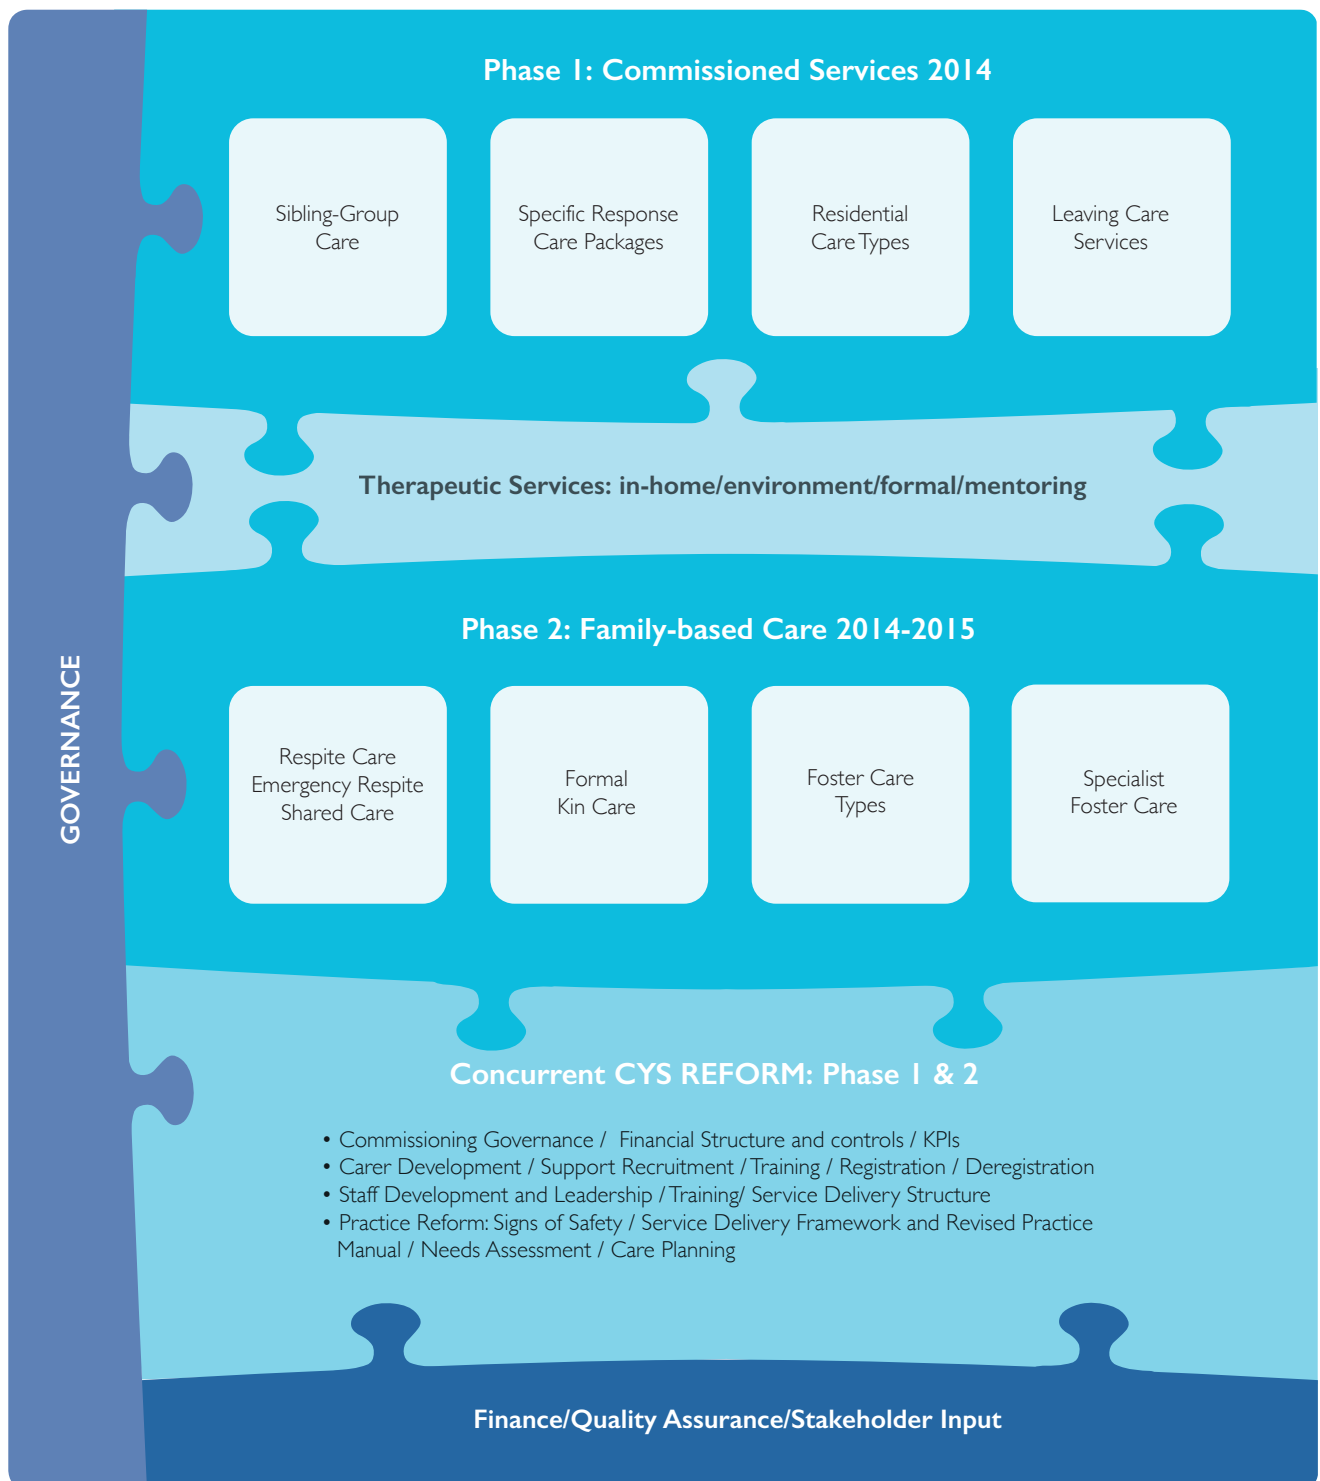 Phase 1: Commissioned Services 2014
Sibling-Group
Care
Specific Response
Care Packages
Residential
Care Types
Leaving Care
Services
Therapeutic Services: in-home/environment/formal/mentoring
Phase 2: Family-based Care 2014-2015
Respite Care
Emergency Respite
Shared Care
Formal
Kin Care
Foster Care
Types
Specialist
Foster Care
GOVERNANCE
Concurrent CYS REFORM: Phase 1 & 2
• Commissioning Governance / Financial Structure and controls / KPIs
• Carer Development / Support Recruitment / Training / Registration / Deregistration
• Staff Development and Leadership / Training/ Service Delivery Structure
• Practice Reform: Signs of Safety / Service Delivery Framework and Revised Practice
Manual / Needs Assessment / Care Planning
Finance/Quality Assurance/Stakeholder Input